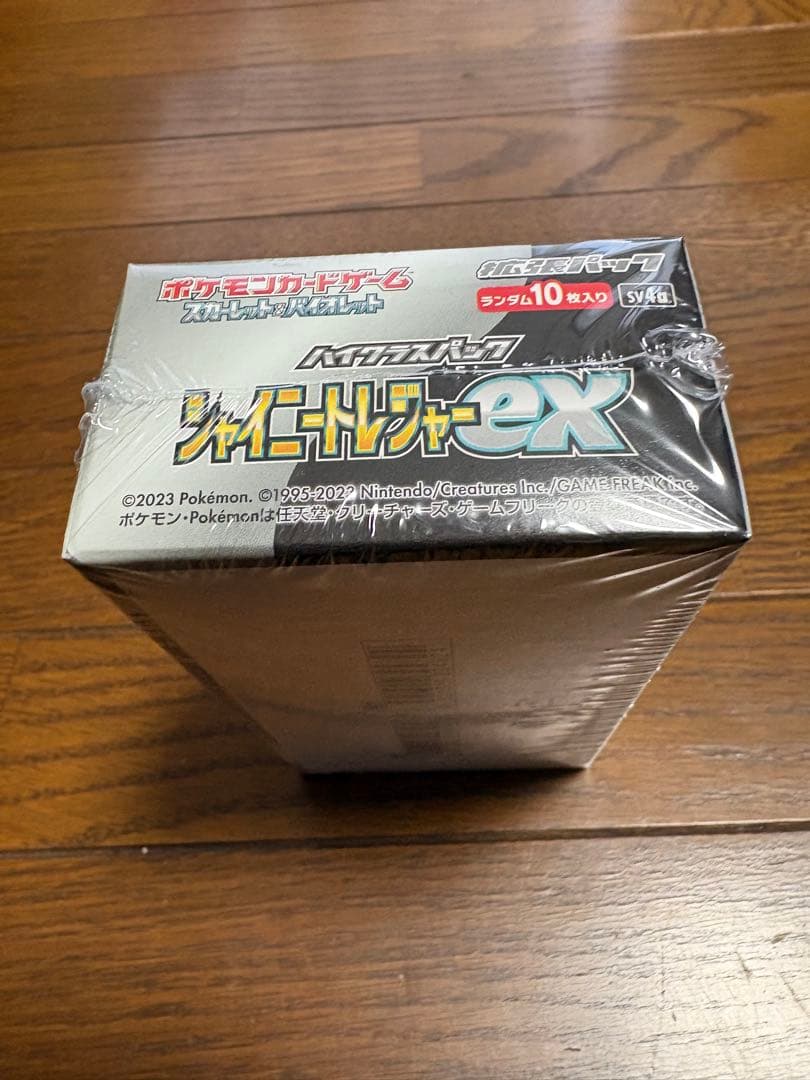 ポケモンカードゲーム
スカーレット&バイオレット
拡張パック
ランダム10枚入り
SV4a
ハイクラスパック
シャイニートレジャーex
©2023 Pokémon. ©1995-2023 Nintendo/Creatures Inc./GAME FREAK inc.
ポケモン・Pokémonは任天堂・クリーチャーズ・ゲームフリークの